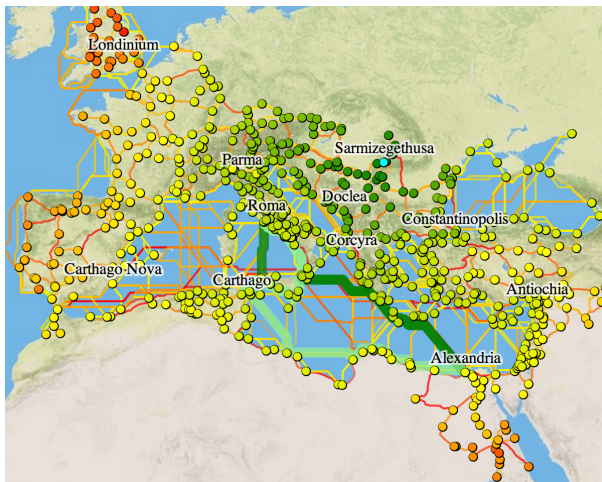 Londinium
Sarmizegethusa
Parma
Doclea
Roma
Constantinopolis
Corcyra
Carthago Nova
Carthago
Antiochia
Alexandria